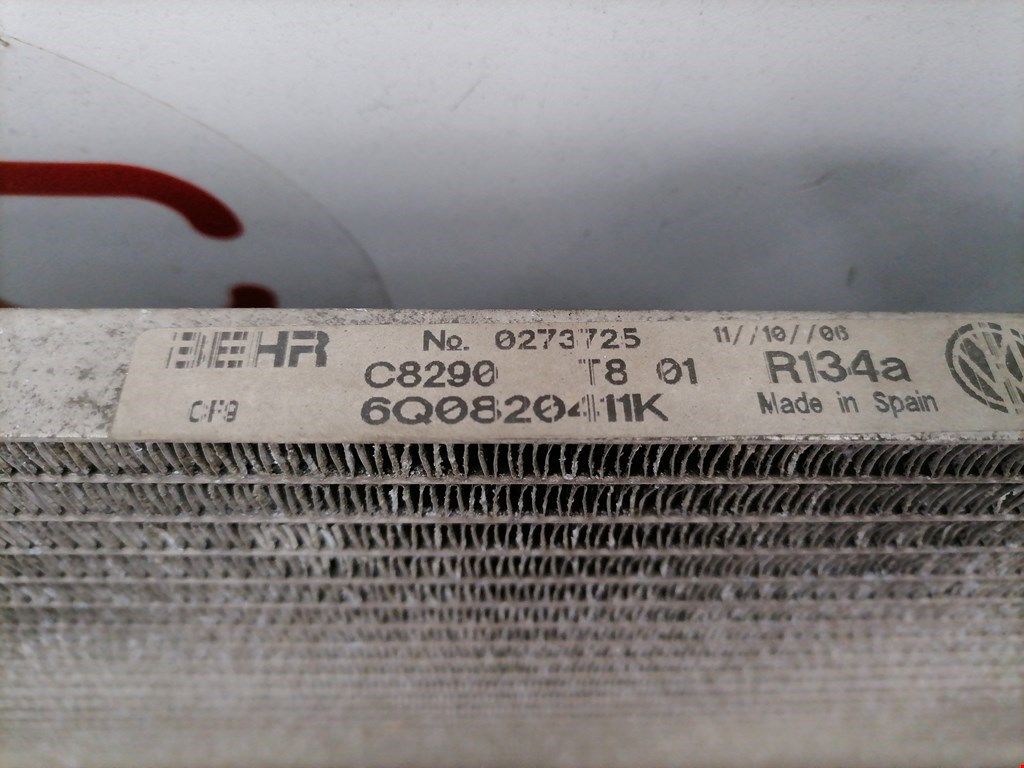 BEHR No. 0273725 11//10//06
C8290 T8 01 R134a
CF9 6Q0820411K Made in Spain